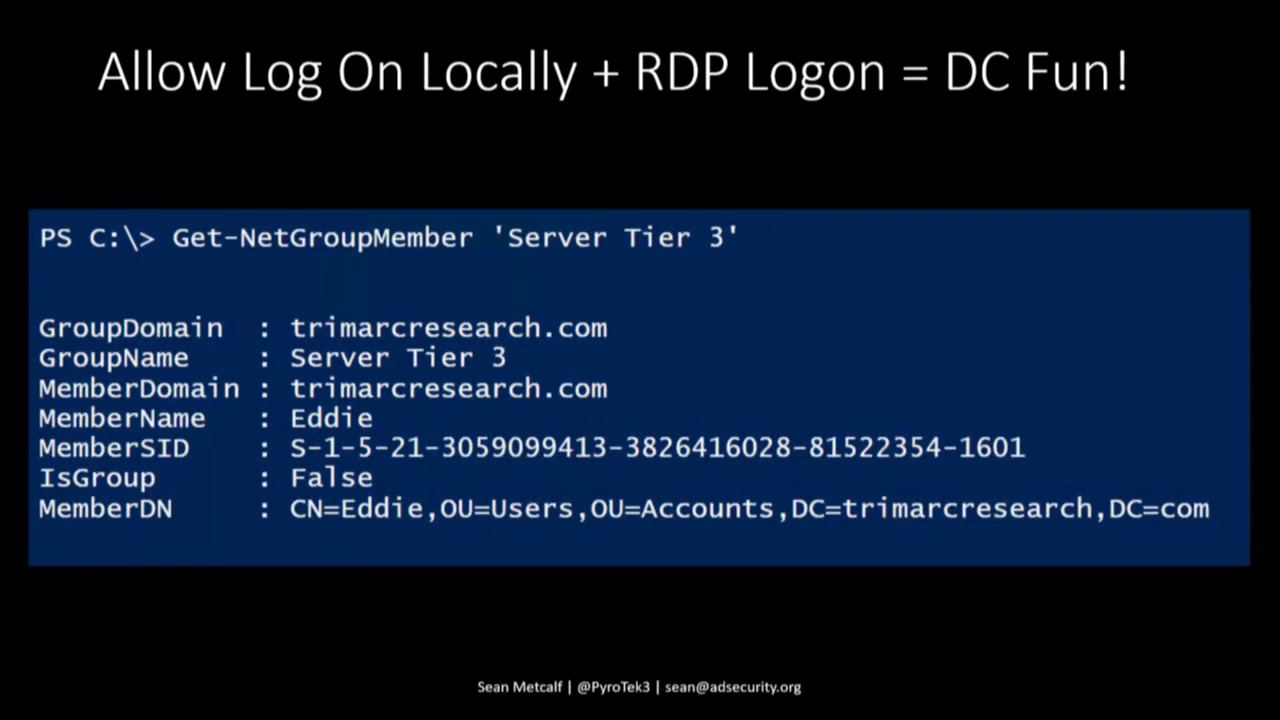 Allow Log On Locally + RDP Logon = DC Fun!
PS C:\> Get-NetGroupMember 'Server Tier 3'
GroupDomain : trimarcresearch.com
GroupName : Server Tier 3
MemberDomain : trimarcresearch.com
MemberName : Eddie
MemberSID : S-1-5-21-3059099413-3826416028-81522354-1601
IsGroup : False
MemberDN : CN=Eddie,OU=Users,OU=Accounts,DC=trimarcresearch,DC=com
Sean Metcalf | @PyroTek3 | sean@adsecurity.org